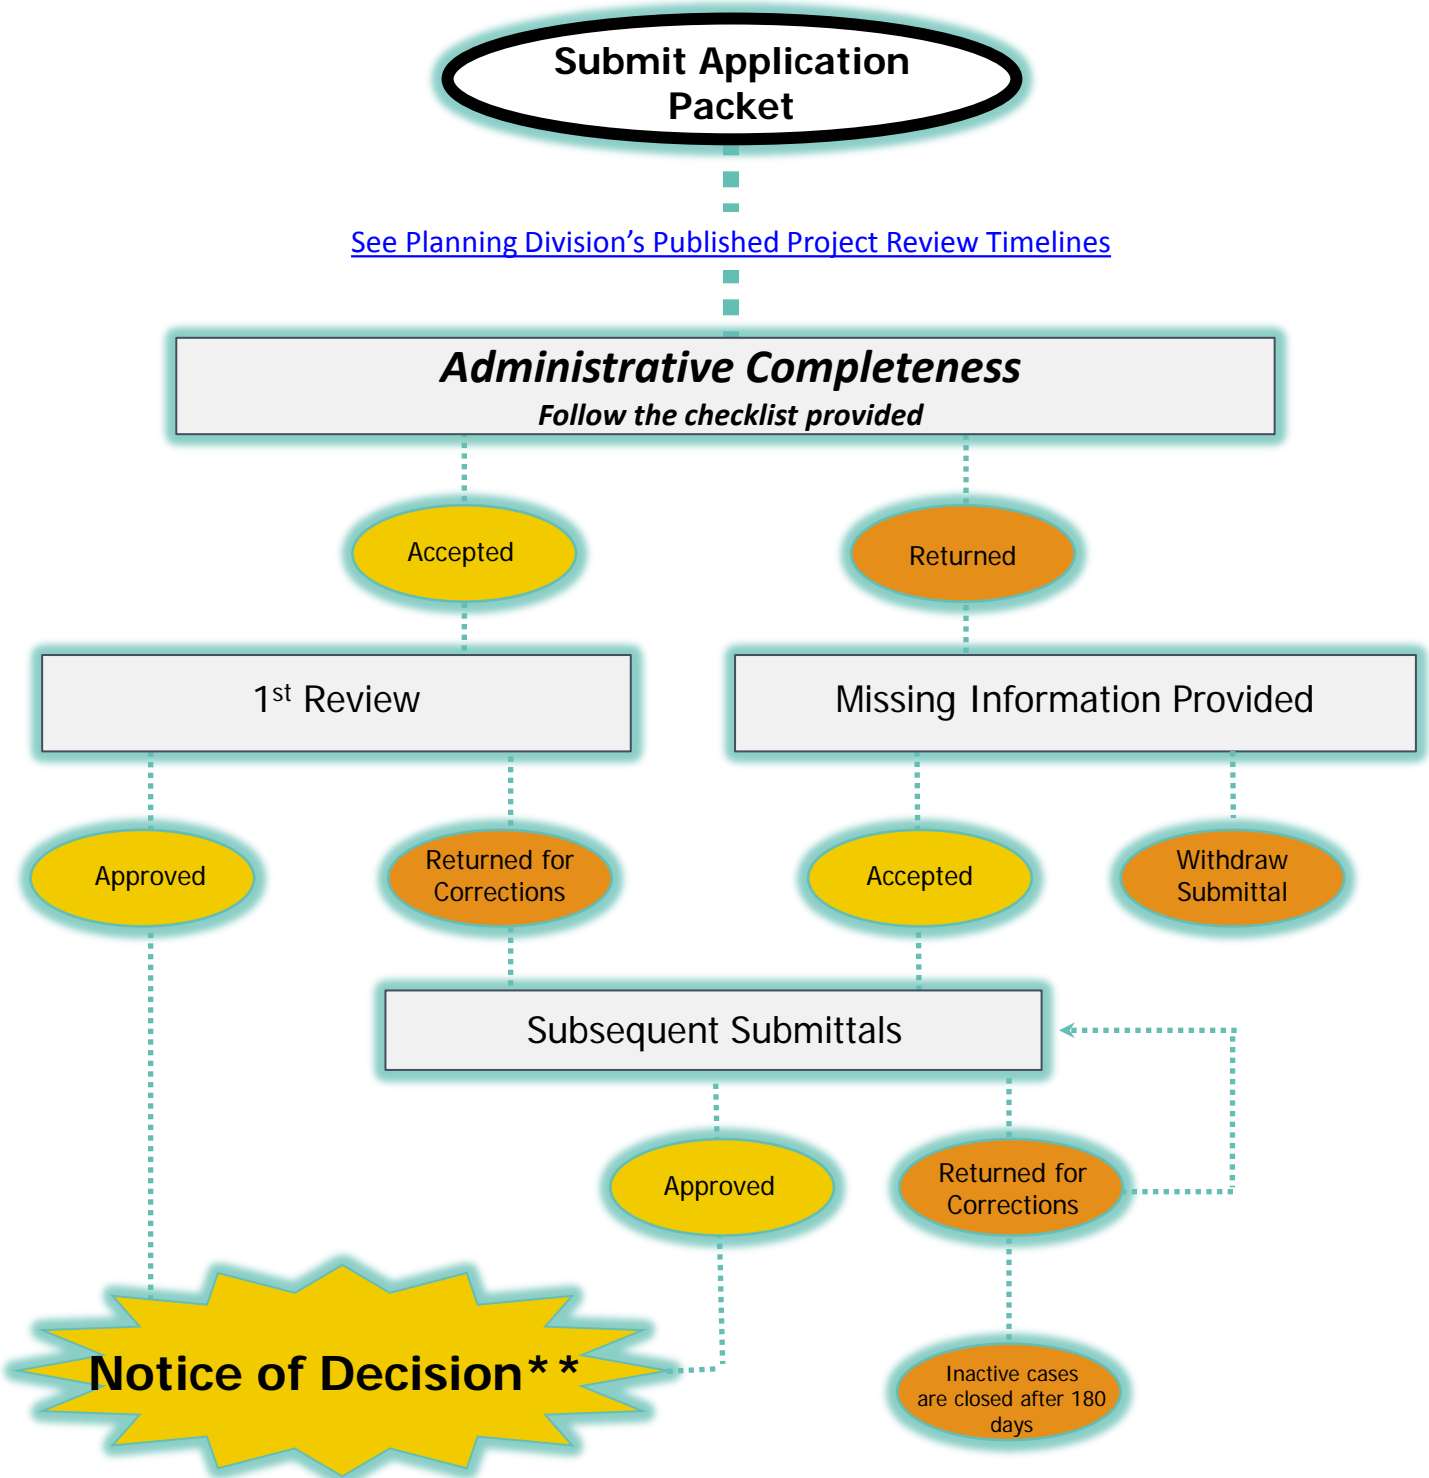 Submit Application
Packet
See Planning Division's Published Project Review Timelines
Administrative Completeness
Follow the checklist provided
Accepted
Returned
1st Review
Missing Information Provided
Approved
Returned for
Corrections
Accepted
Withdraw
Submittal
Subsequent Submittals
Approved
Returned for
Corrections
Notice of Decision**
Inactive cases
are closed after 180
days